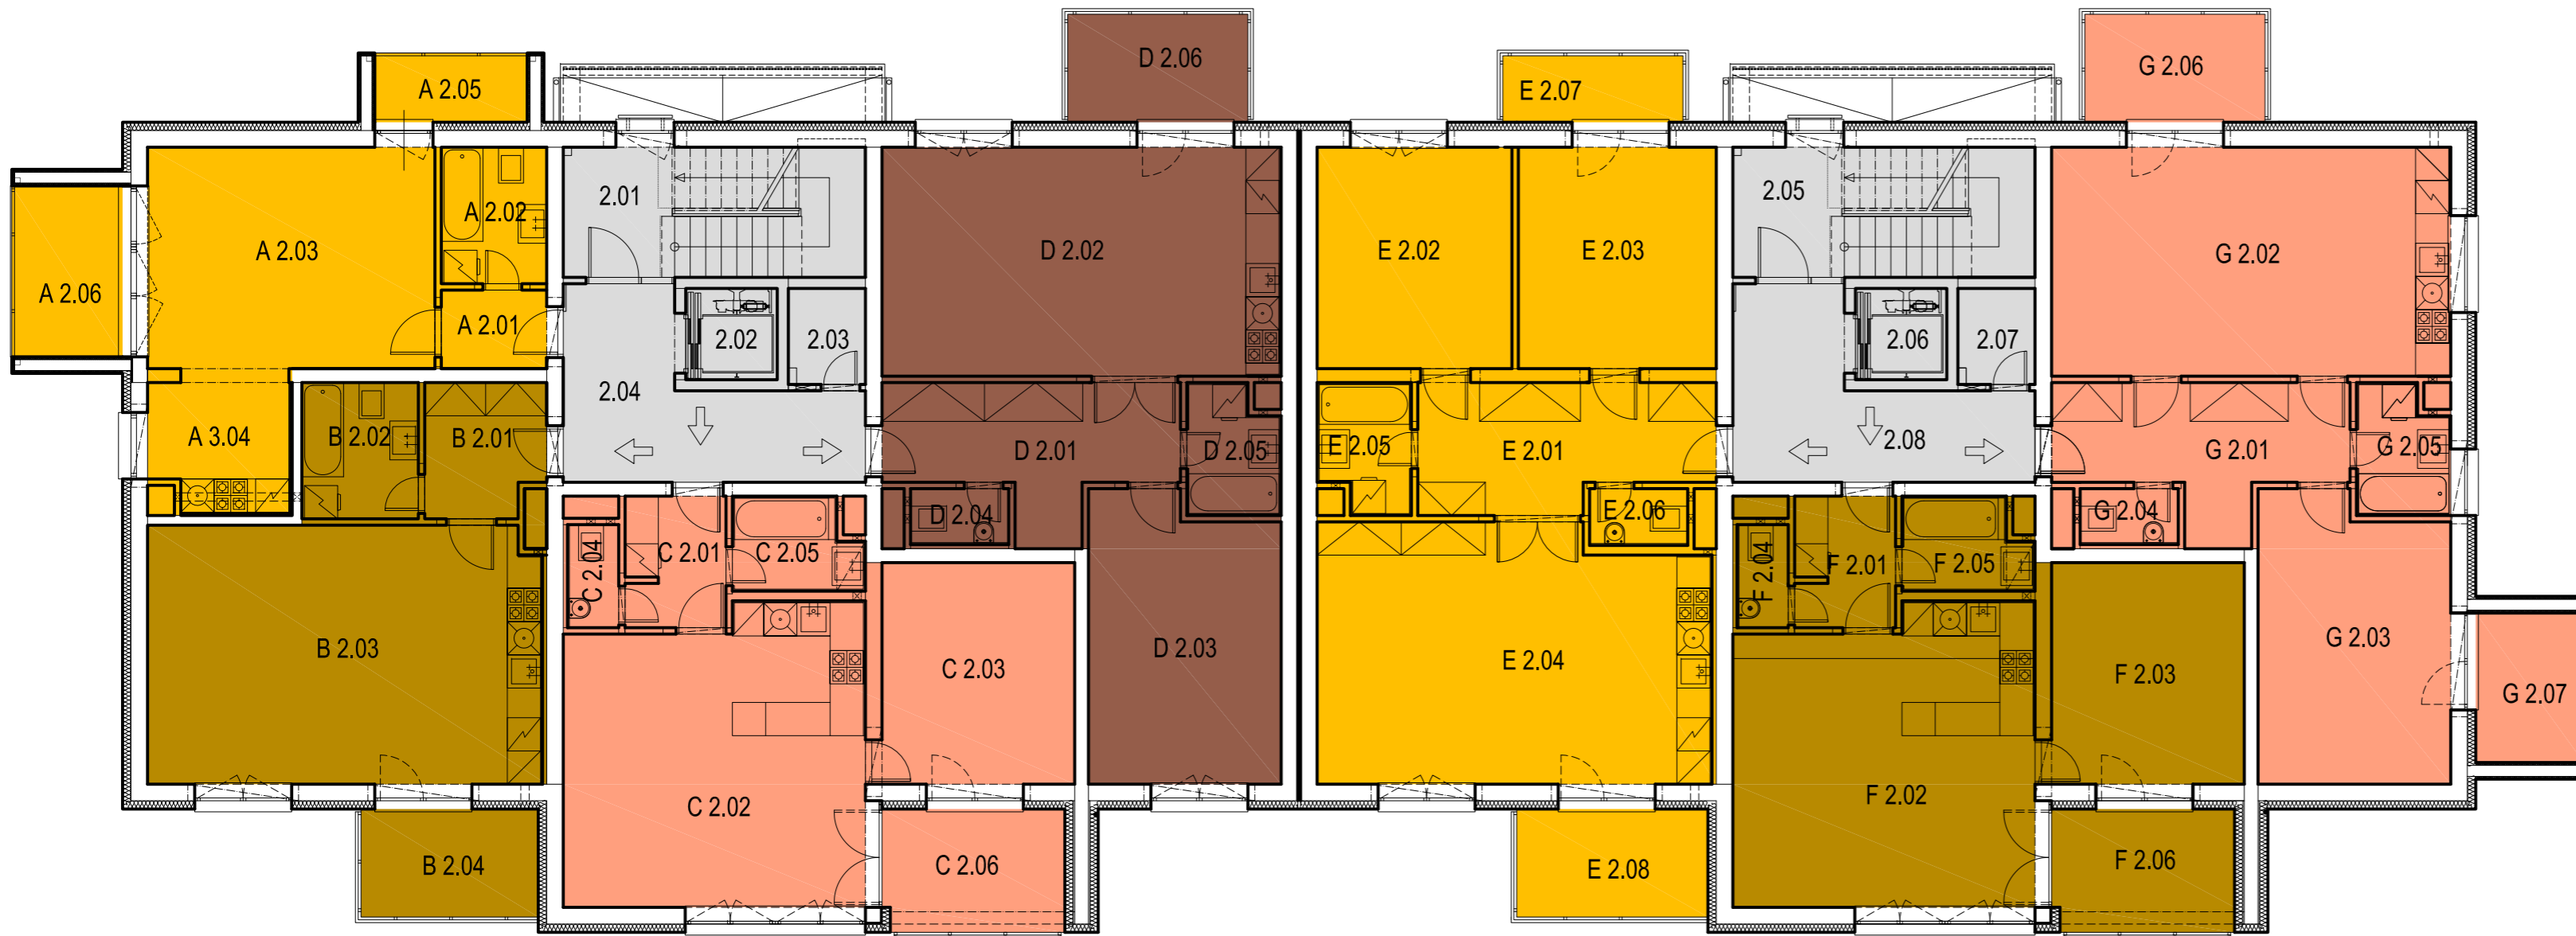 D 2.06
G 2.06
A 2.05
E 2.07
2.01
2.05
A 2.02
A 2.03
D 2.02
E 2.02
E 2.03
G 2.02
A 2.06
A 2.01
2.02
2.03
2.06
2.07
2.04
A 3.04
B 2.02
B 2.01
D 2.01
D 2.05
E 2.05
E 2.01
2.08
G 2.01
G 2.05
D 2.04
E 2.06
G 2.04
C 2.04
C 2.01
C 2.05
F 2.04
F 2.01
F 2.05
B 2.03
C 2.03
D 2.03
E 2.04
F 2.03
G 2.03
G 2.07
C 2.02
F 2.02
B 2.04
C 2.06
E 2.08
F 2.06